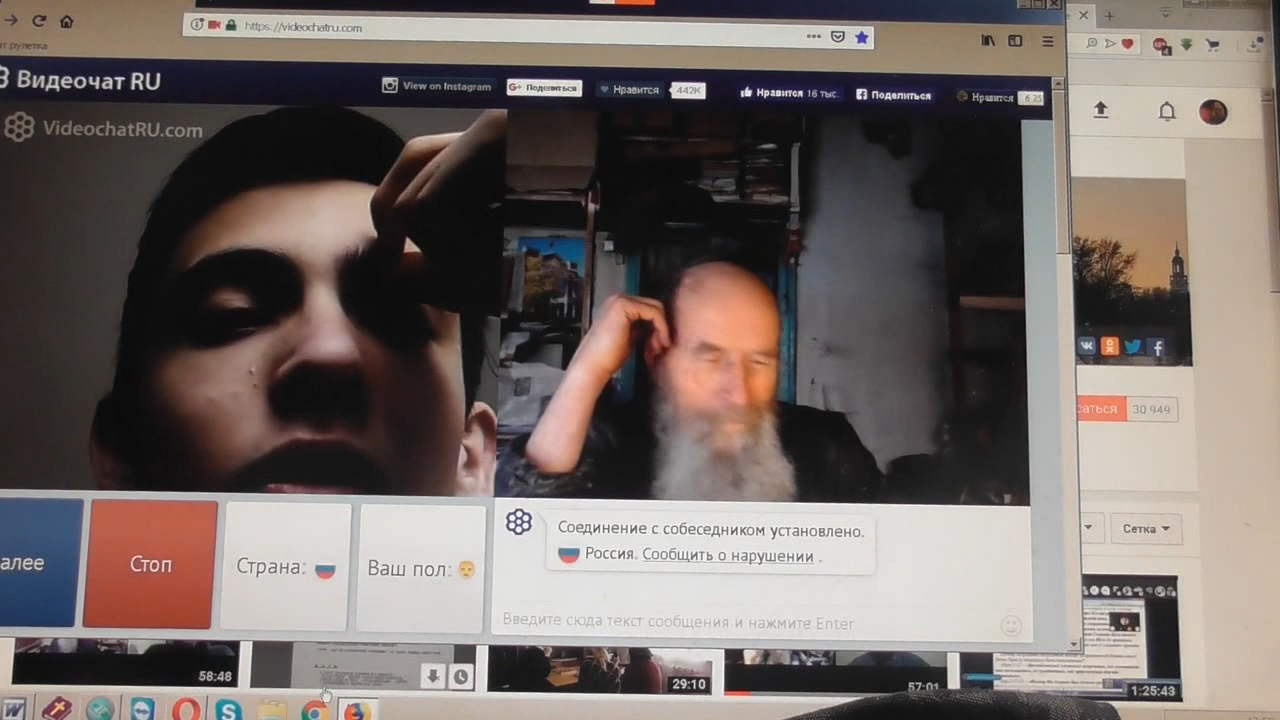 https://videochatru.com
т рулетка
Видеочат RU
View on Instagram
G+ Поделиться
Нравится 442K
Нравится 16 тыс.
Поделиться
Нравится
VideochatRU.com
30 949
алее
Стоп
Страна:
Ваш пол:
Соединение с собеседником установлено.
Россия. Сообщить о нарушении .
Введите сюда текст сообщения и нажмите Enter
Сетка
58:48
29:10
57:01
1:25:43